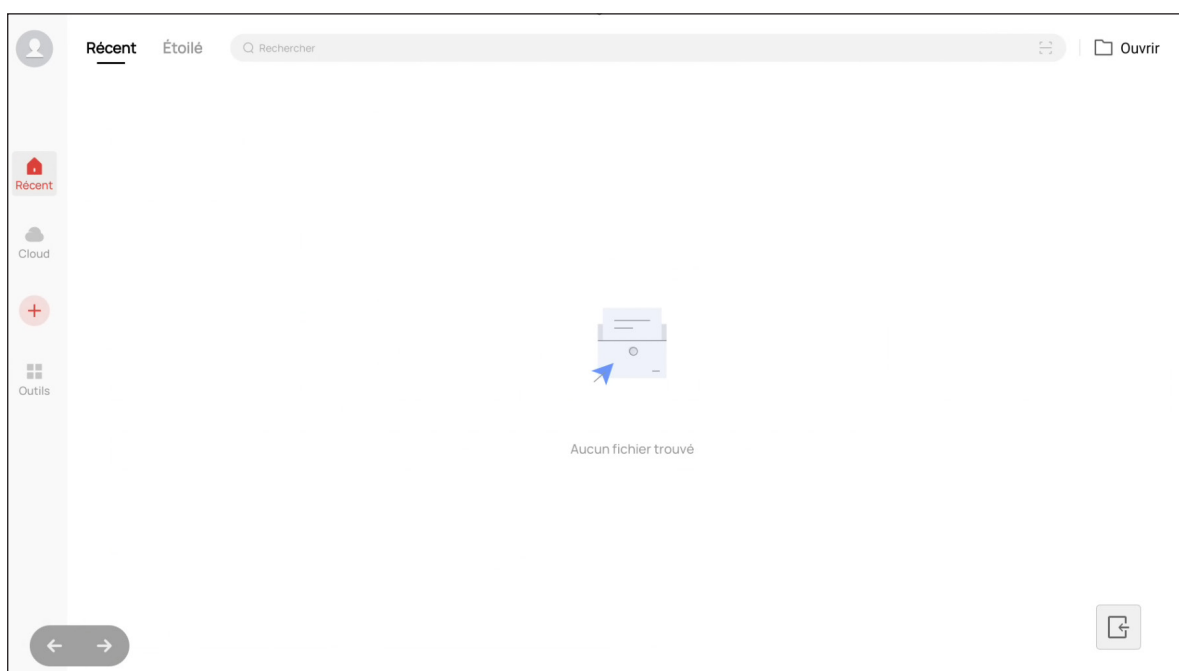 Récent
Étoilé
Rechercher
Ouvrir
Récent
Cloud
Outils
Aucun fichier trouvé